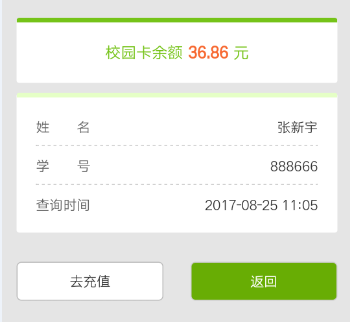 校园卡余额 36.86 元
姓 名 张新宇
学 号 888666
查询时间 2017-08-25 11:05
去充值 返回